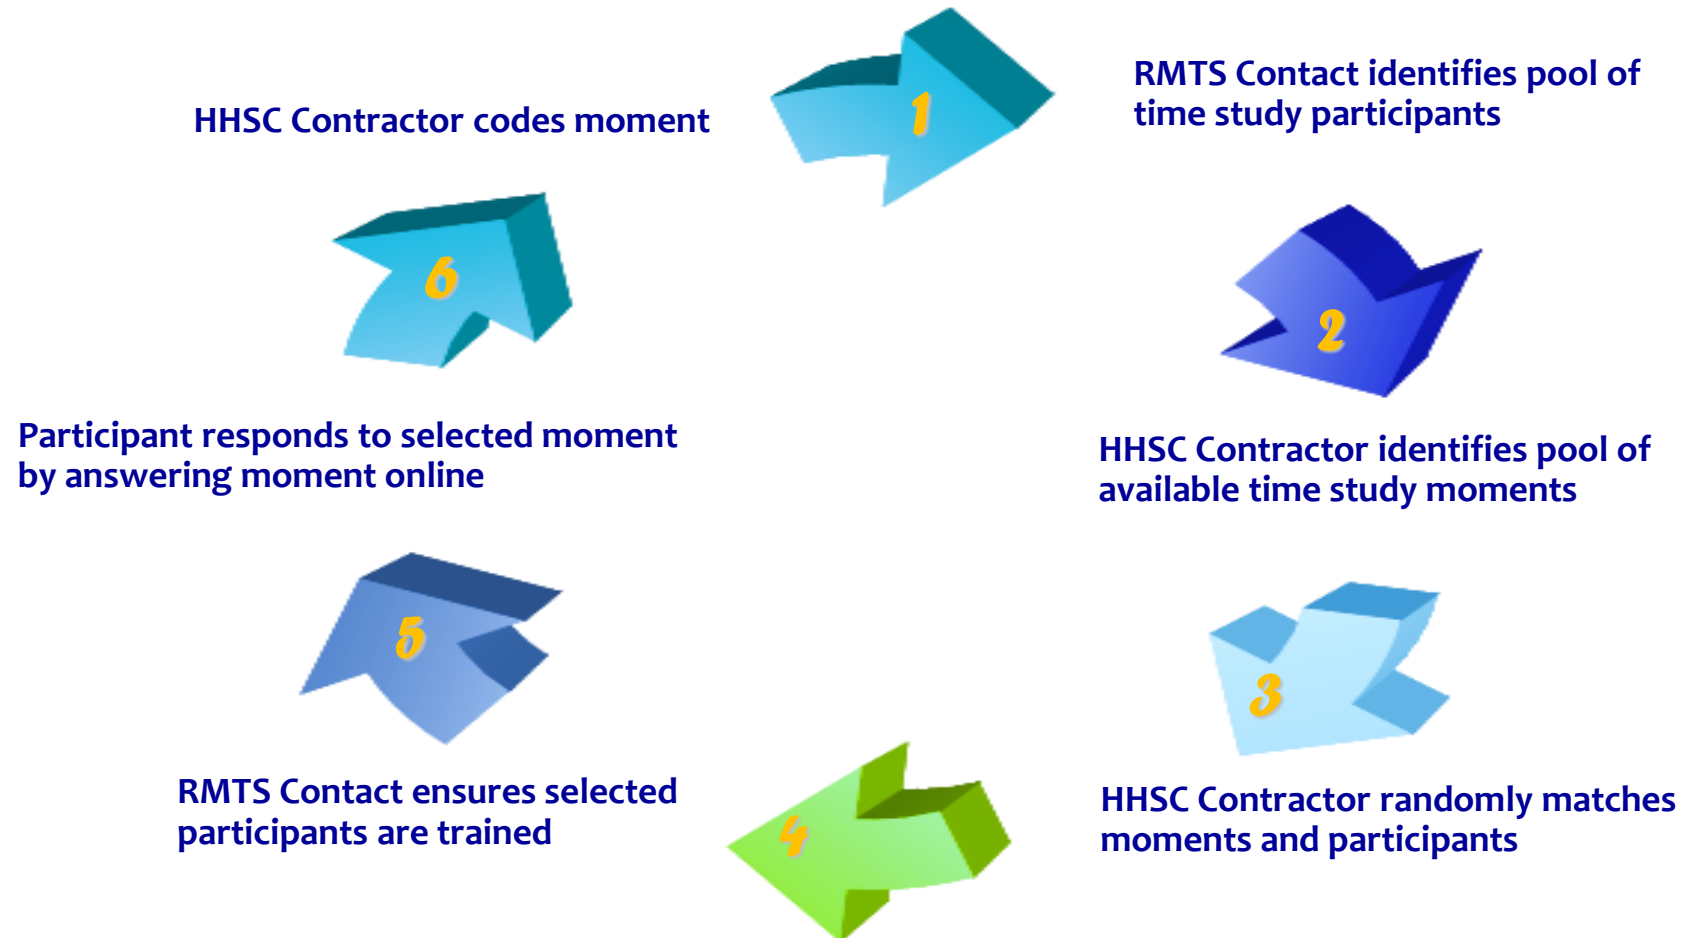 1
RMTS Contact identifies pool of
time study participants
2
HHSC Contractor identifies pool of
available time study moments
3
HHSC Contractor randomly matches
moments and participants
4
RMTS Contact ensures selected
participants are trained
5
Participant responds to selected moment
by answering moment online
6
HHSC Contractor codes moment